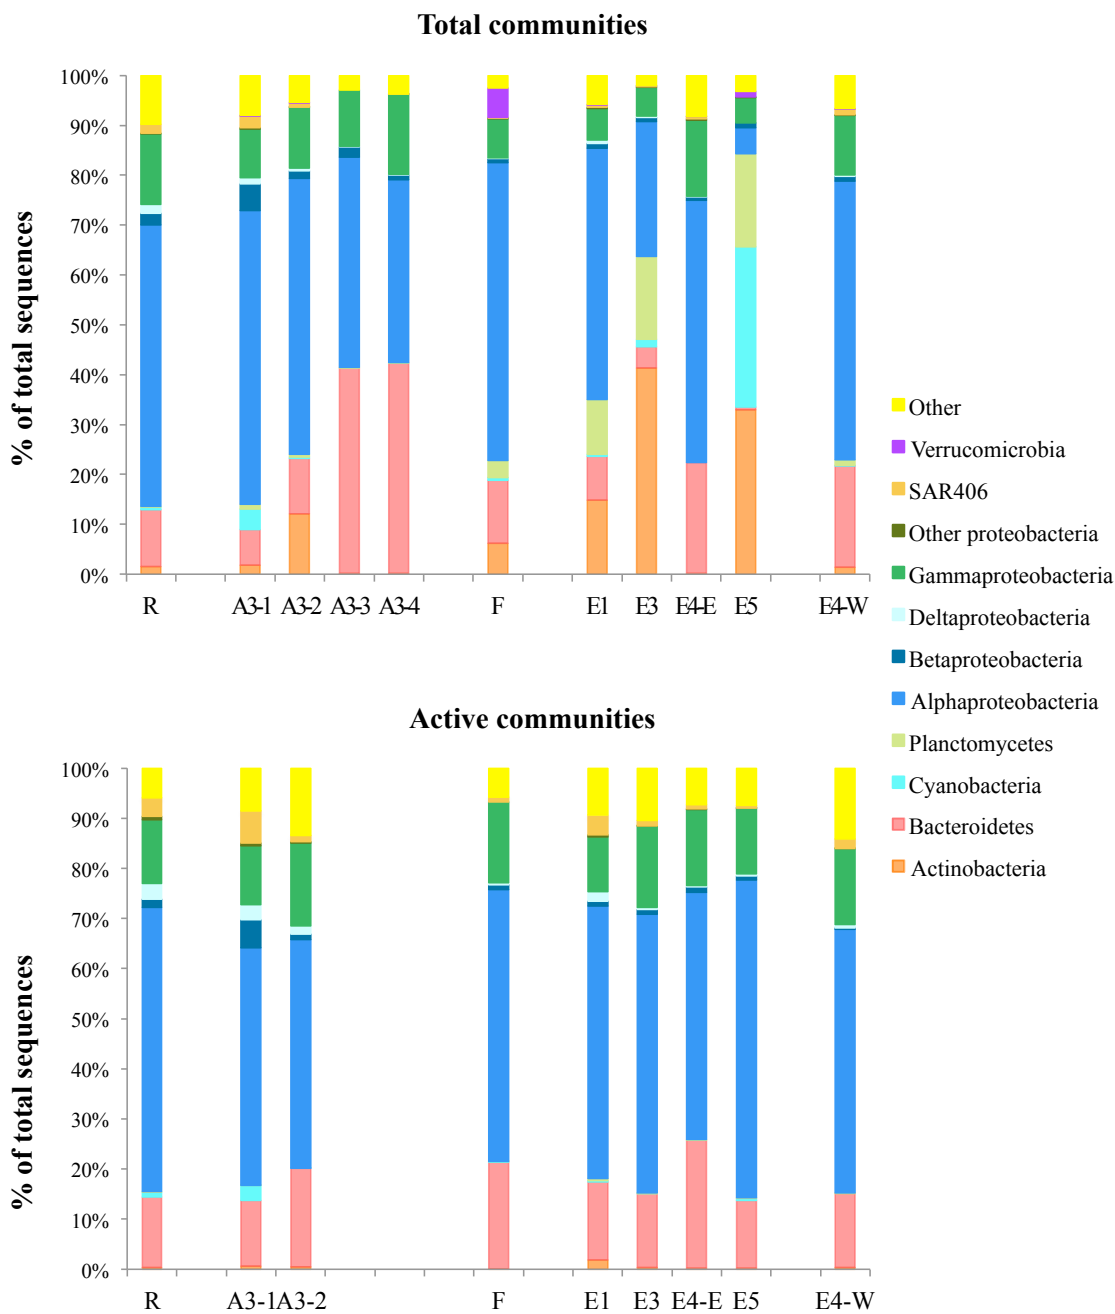 Total communities
% of total sequences
100%
90%
80%
70%
60%
50%
40%
30%
20%
10%
0%
R A3-1 A3-2 A3-3 A3-4 F E1 E3 E4-E E5 E4-W
Other
Verrucomicrobia
SAR406
Other proteobacteria
Gammaproteobacteria
Deltaproteobacteria
Betaproteobacteria
Alphaproteobacteria
Planctomycetes
Cyanobacteria
Bacteroidetes
Actinobacteria
Active communities
% of total sequences
100%
90%
80%
70%
60%
50%
40%
30%
20%
10%
0%
R A3-1 A3-2 F E1 E3 E4-E E5 E4-W